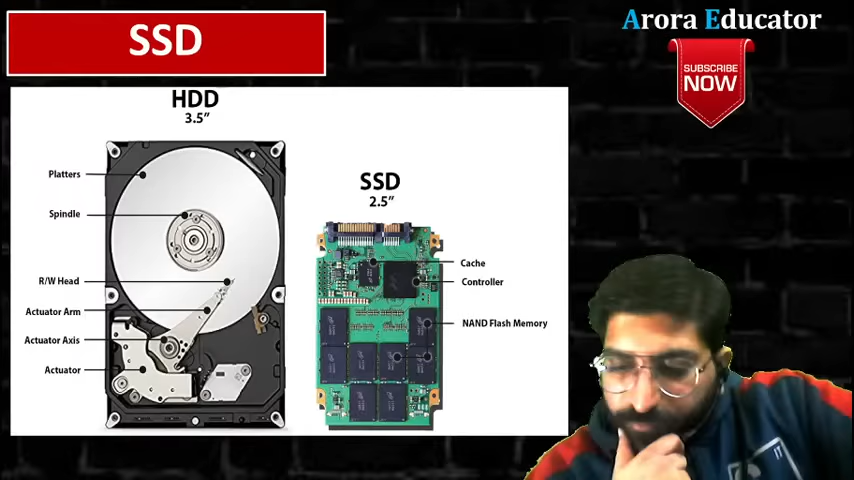 SSD
Arora Educator
SUBSCRIBE
NOW
HDD
3.5"
Platters
Spindle
R/W Head
Actuator Arm
Actuator Axis
Actuator
SSD
2.5"
Cache
Controller
NAND Flash Memory